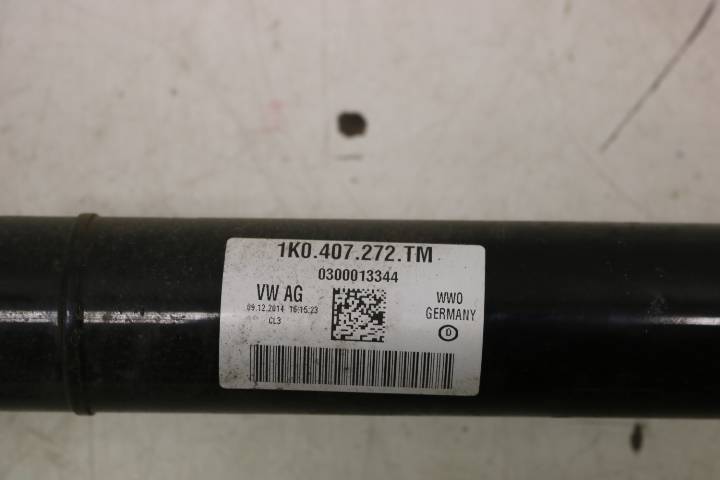 1K0.407.272.TM
0300013344
VW AG
09.12.2014 16:15:23
CL3
WWO
GERMANY
D